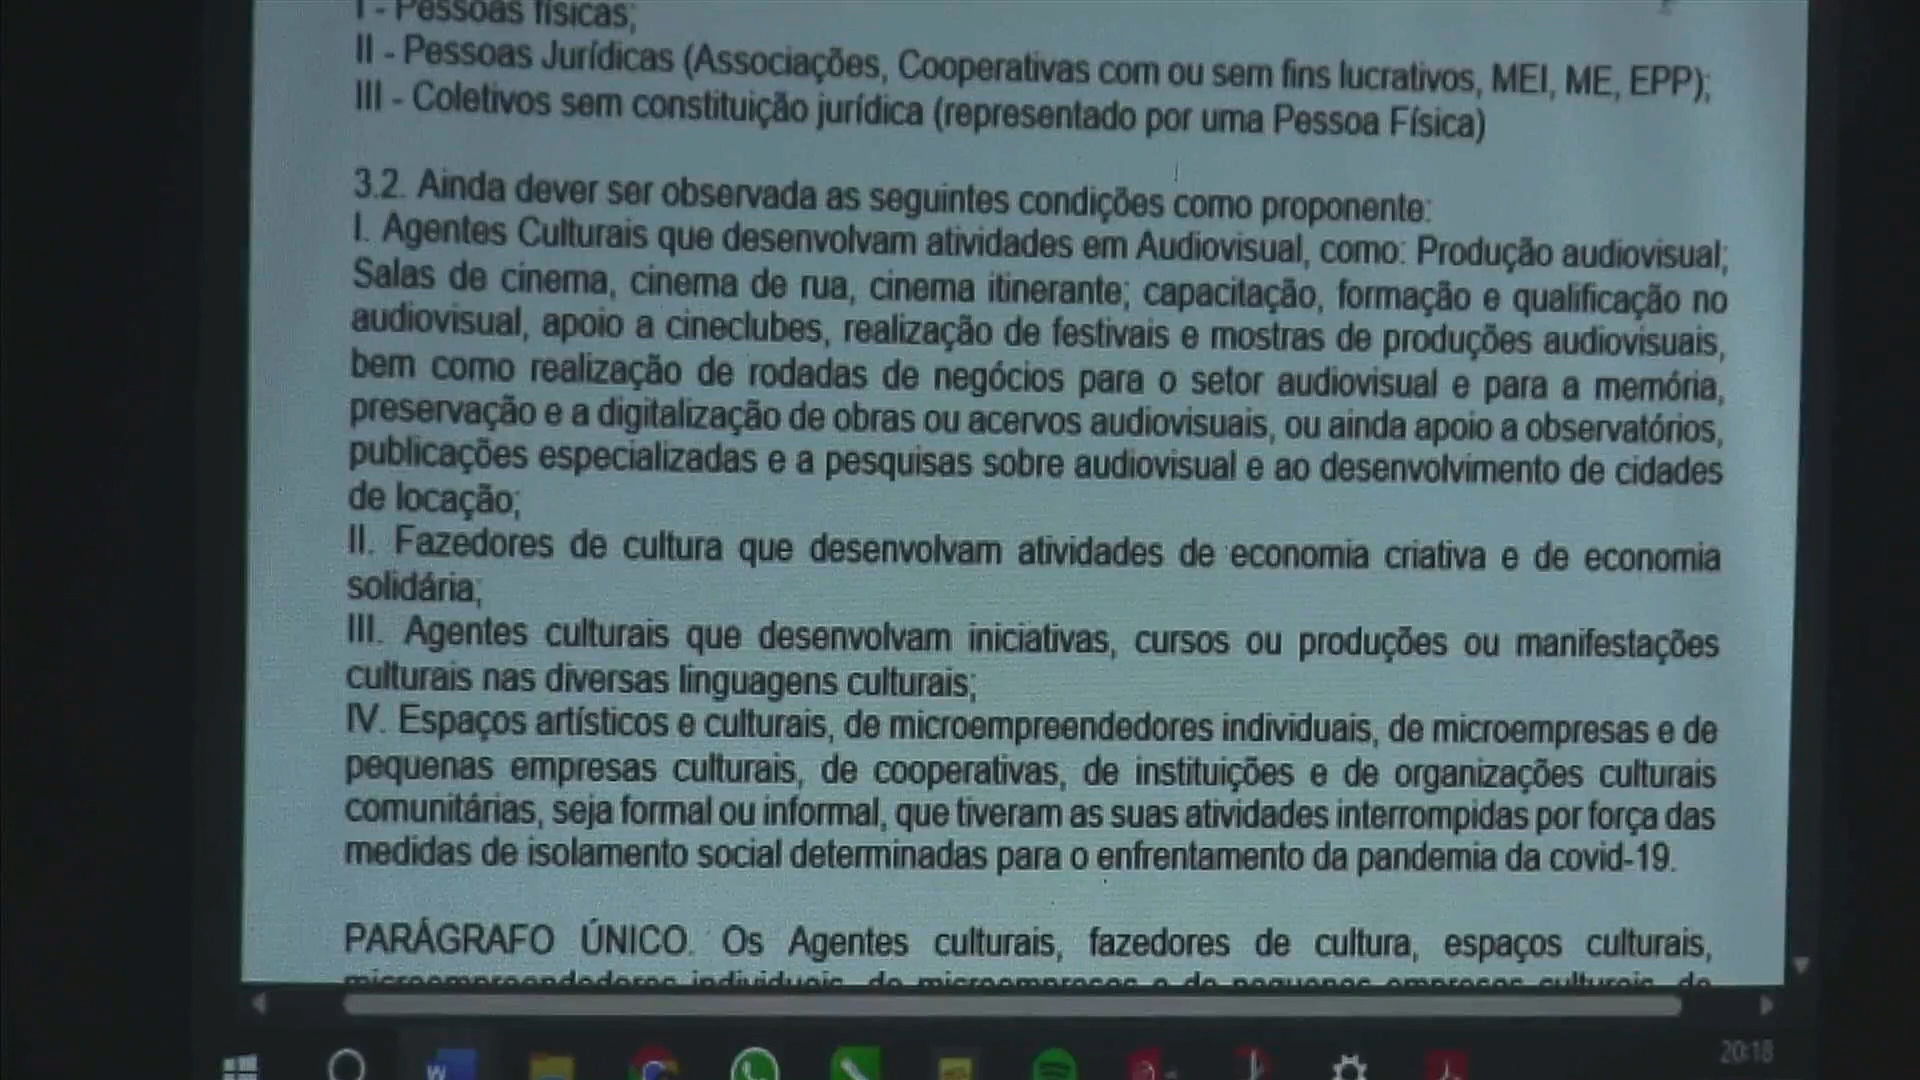 I - Pessoas físicas;
II - Pessoas Jurídicas (Associações, Cooperativas com ou sem fins lucrativos, MEI, ME, EPP);
III - Coletivos sem constituição jurídica (representado por uma Pessoa Física)
3.2. Ainda dever ser observada as seguintes condições como proponente:
I. Agentes Culturais que desenvolvam atividades em Audiovisual, como: Produção audiovisual;
Salas de cinema, cinema de rua, cinema itinerante; capacitação, formação e qualificação no
audiovisual, apoio a cineclubes, realização de festivais e mostras de produções audiovisuais,
bem como realização de rodadas de negócios para o setor audiovisual e para a memória,
preservação e a digitalização de obras ou acervos audiovisuais, ou ainda apoio a observatórios,
publicações especializadas e a pesquisas sobre audiovisual e ao desenvolvimento de cidades
de locação;
II. Fazedores de cultura que desenvolvam atividades de economia criativa e de economia
solidária;
III. Agentes culturais que desenvolvam iniciativas, cursos ou produções ou manifestações
culturais nas diversas linguagens culturais;
IV. Espaços artísticos e culturais, de microempreendedores individuais, de microempresas e de
pequenas empresas culturais, de cooperativas, de instituições e de organizações culturais
comunitárias, seja formal ou informal, que tiveram as suas atividades interrompidas por força das
medidas de isolamento social determinadas para o enfrentamento da pandemia da covid-19.
PARÁGRAFO ÚNICO. Os Agentes culturais, fazedores de cultura, espaços culturais,
microempreendedores individuais, de microempresas e de pequenas empresas culturais, de
W
20:18